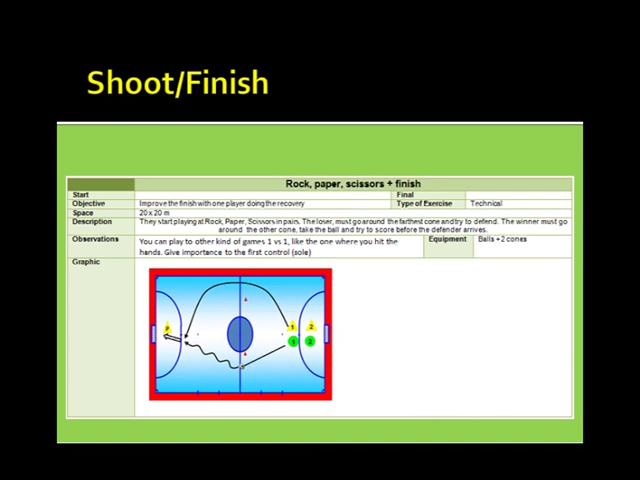 Shoot/Finish
Rock, paper, scissors + finish
Start Final
Objective Improve the finish with one player doing the recovery Type of Exercise Technical
Space 20 x 20 m
Description They start playing at Rock, Paper, Scissors in pairs. The loser, must go around the farthest cone and try to defend. The winner must go
around the other cone, take the ball and try to score before the defender arrives.
Observations You can play to other kind of games 1 vs 1, like the one where you hit the Equipment Balls + 2 cones
hands. Give importance to the first control (sole)
Graphic
P 1 2
1 2